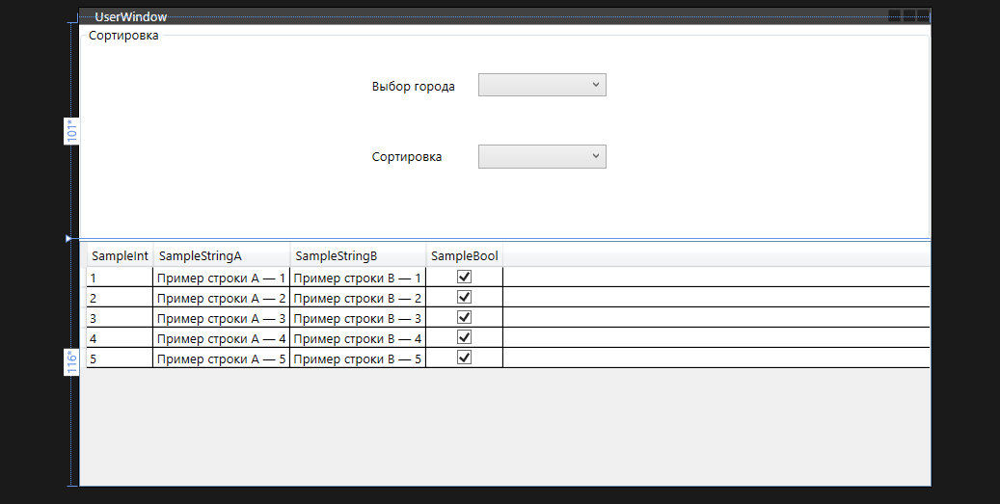 UserWindow
Сортировка
Выбор города
101*
Сортировка
SampleInt SampleStringA SampleStringB SampleBool
1 Пример строки A — 1 Пример строки B — 1
2 Пример строки A — 2 Пример строки B — 2
3 Пример строки A — 3 Пример строки B — 3
4 Пример строки A — 4 Пример строки B — 4
116*
5 Пример строки A — 5 Пример строки B — 5